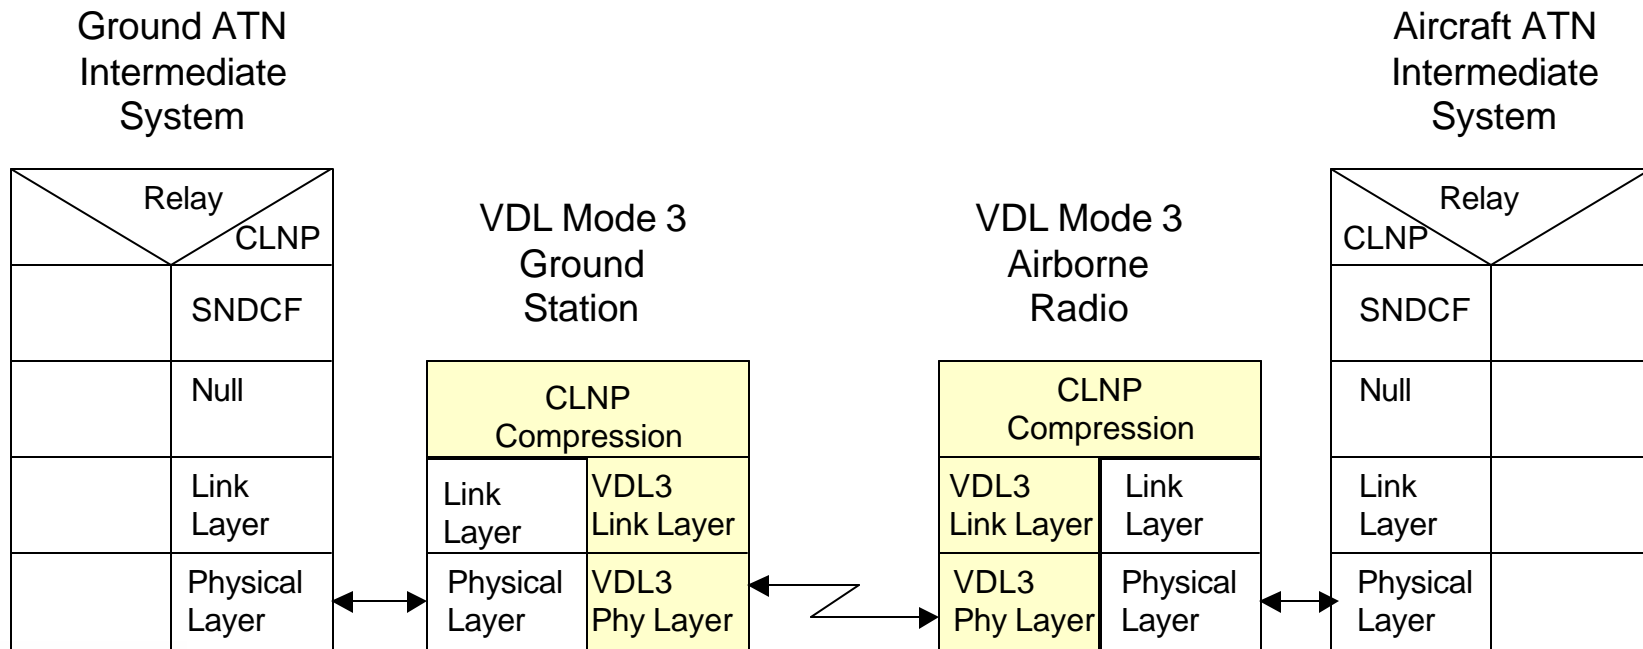 Ground ATN
Intermediate
System
Aircraft ATN
Intermediate
System
VDL Mode 3
Ground
Station
VDL Mode 3
Airborne
Radio
Relay
CLNP
SNDCF
Null
Link
Layer
Physical
Layer
CLNP
Compression
Link
Layer
VDL3
Link Layer
Physical
Layer
VDL3
Phy Layer
CLNP
Compression
VDL3
Link Layer
Link
Layer
VDL3
Phy Layer
Physical
Layer
Relay
CLNP
SNDCF
Null
Link
Layer
Physical
Layer